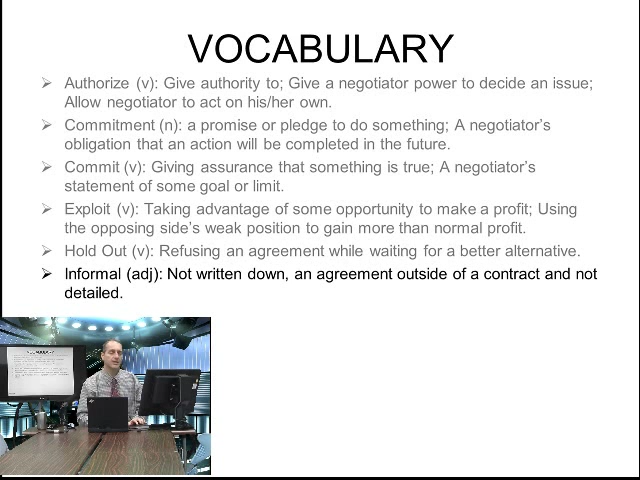 VOCABULARY
➢ Authorize (v): Give authority to; Give a negotiator power to decide an issue;
Allow negotiator to act on his/her own.
➢ Commitment (n): a promise or pledge to do something; A negotiator's
obligation that an action will be completed in the future.
➢ Commit (v): Giving assurance that something is true; A negotiator's
statement of some goal or limit.
➢ Exploit (v): Taking advantage of some opportunity to make a profit; Using
the opposing side's weak position to gain more than normal profit.
➢ Hold Out (v): Refusing an agreement while waiting for a better alternative.
➢ Informal (adj): Not written down, an agreement outside of a contract and not
detailed.
VOCABULARY